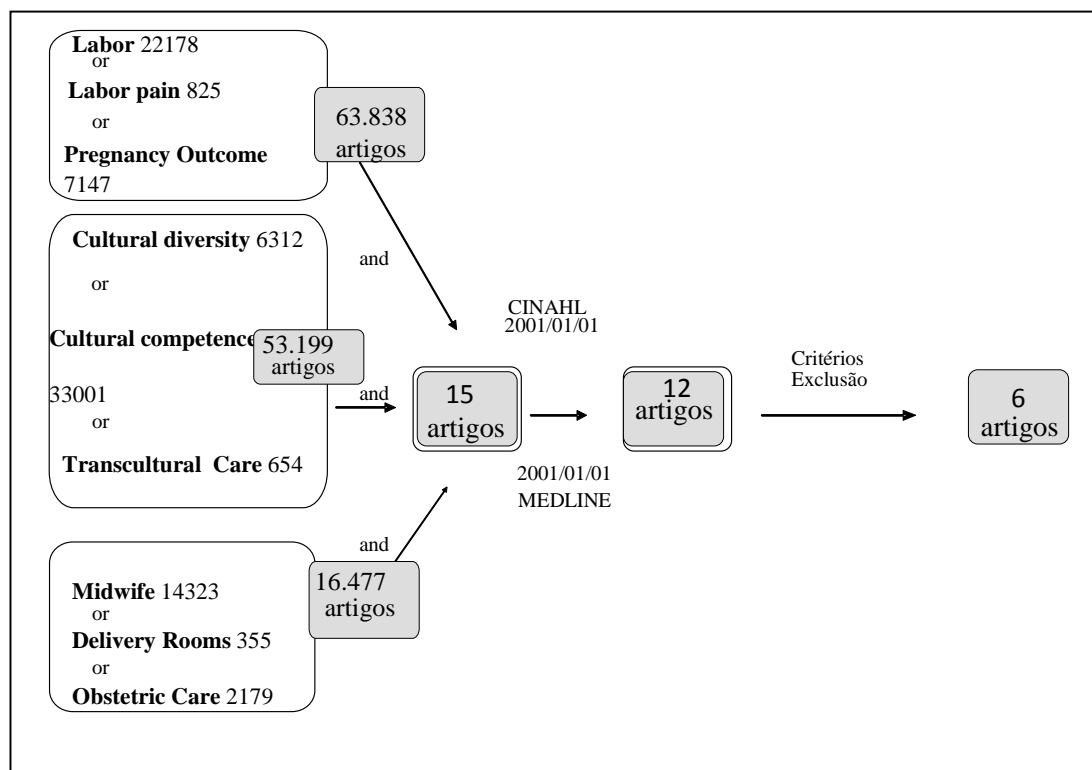 Labor 22178
or
Labor pain 825
or
Pregnancy Outcome
7147
63.838
artigos
and
Cultural diversity 6312
or
Cultural competence
33001
or
Transcultural Care 654
53.199
artigos
and
Midwife 14323
or
Delivery Rooms 355
or
Obstetric Care 2179
16.477
artigos
and
15
artigos
CINAHL
2001/01/01
2001/01/01
MEDLINE
12
artigos
Critérios
Exclusão
6
artigos